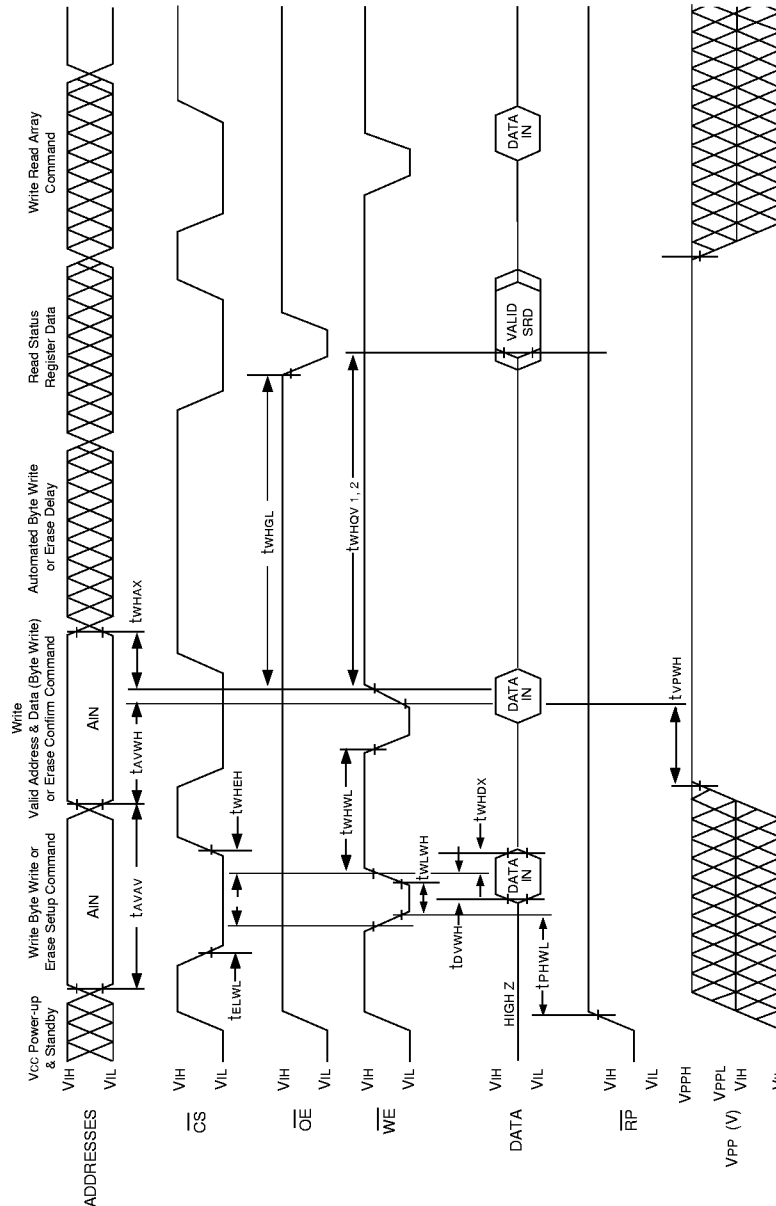 Vcc Power-up
& Standby
Write Byte Write or
Erase Setup Command
Write
Valid Address & Data (Byte Write)
or Erase Confirm Command
Automated Byte Write
or Erase Delay
Read Status
Register Data
Write Read Array
Command
ADDRESSES
VIH
VIL
AIN
AIN
tAVAV
tAVWH
tWHAX
CS
VIH
VIL
tELWL
tWHEH
OE
VIH
VIL
tWHGL
WE
VIH
VIL
tWHWL
tWHQV 1, 2
tWLWH
tDVWH
tWHDX
DATA
VIH
VIL
HIGH Z
DATA
IN
DATA
IN
VALID
SRD
DATA
IN
tPHWL
RP
VIH
VIL
tVPWH
VPP (V)
VPPH
VPPL
VIH